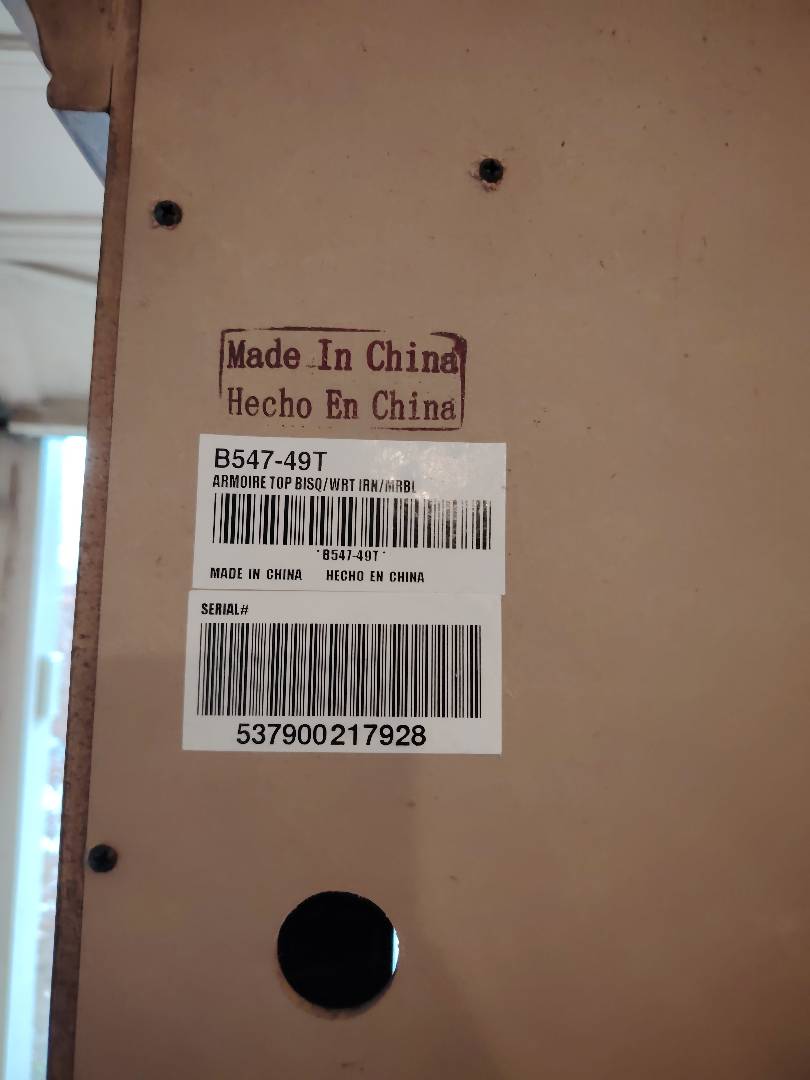 Made In China
Hecho En China
B547-49T
ARMOIRE TOP BISQ/WRT IRN/MRBL
*B547-49T*
MADE IN CHINA HECHO EN CHINA
SERIAL#
537900217928